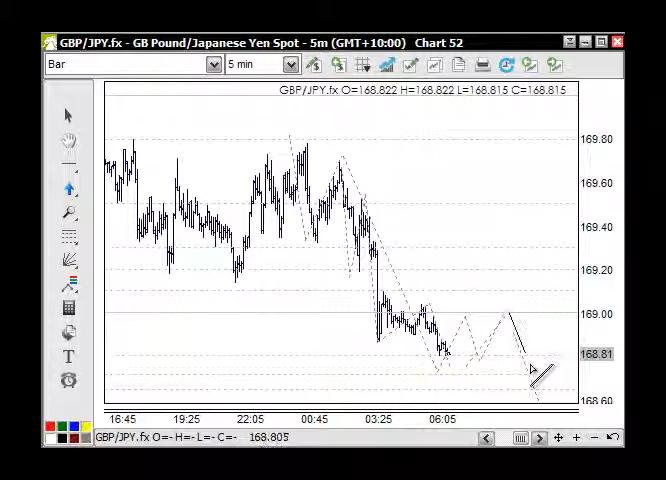 GBP/JPY.fx - GB Pound/Japanese Yen Spot - 5m (GMT+10:00) Chart 52
Bar 5 min
GBP/JPY.fx O=168.822 H=168.822 L=168.815 C=168.815
169.80
169.60
169.40
169.20
169.00
168.81
168.60
T
16:45 19:25 22:05 00:45 03:25 06:05
GBP/JPY.fx O=- H=- L=- C=- 168.805